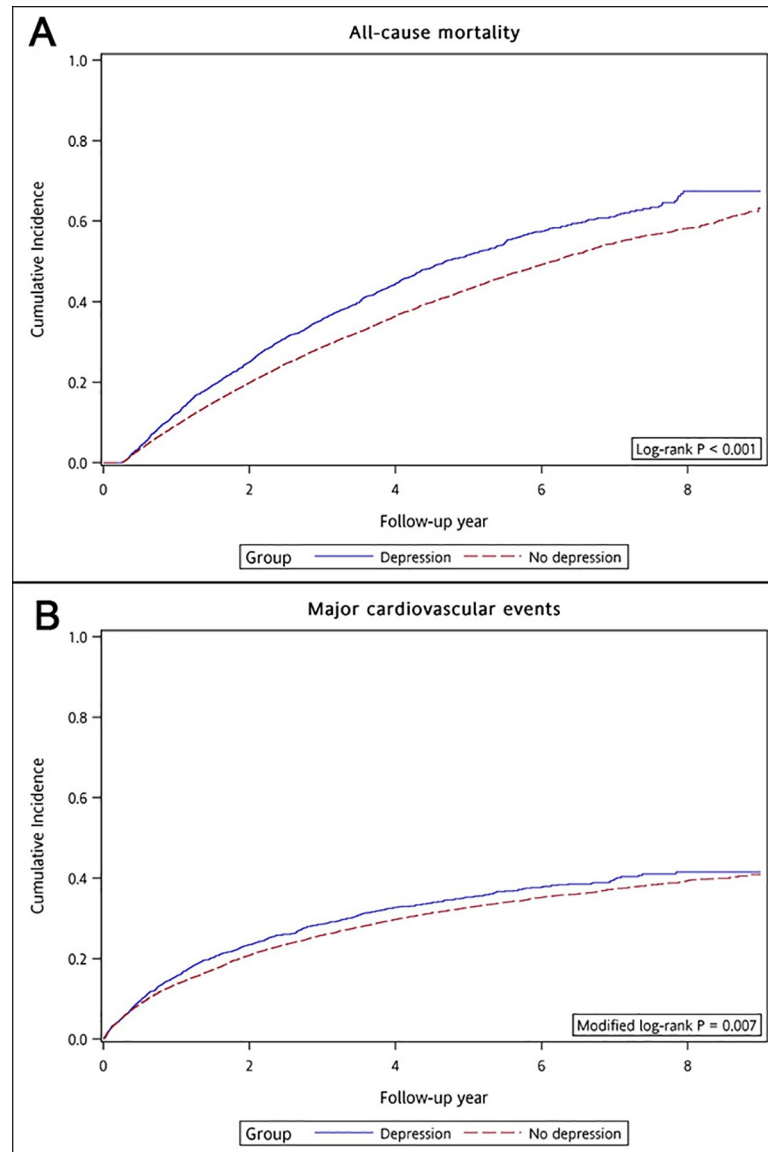 A
All-cause mortality
1.0
0.8
0.6
0.4
0.2
0.0
Cumulative Incidence
Log-rank P < 0.001
0 2 4 6 8
Follow-up year
Group Depression No depression
B
Major cardiovascular events
1.0
0.8
0.6
0.4
0.2
0.0
Cumulative Incidence
Modified log-rank P = 0.007
0 2 4 6 8
Follow-up year
Group Depression No depression